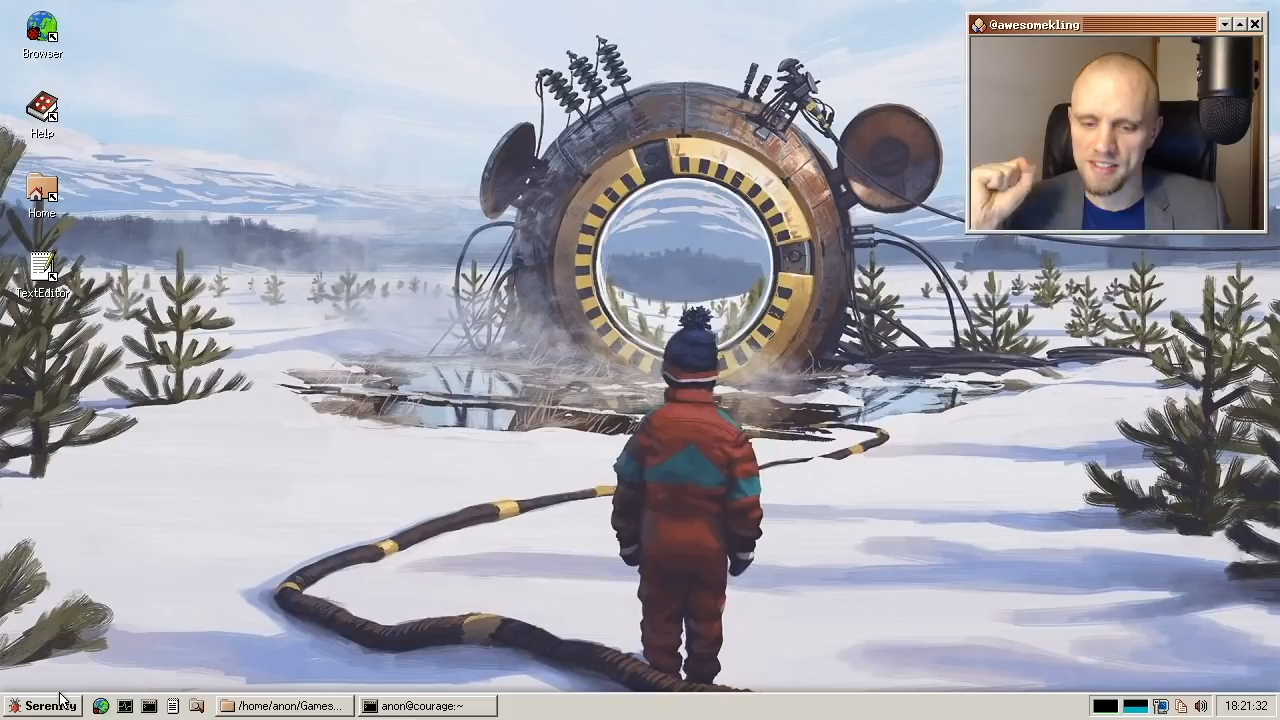 @awesomekling
Browser
Help
Home
TextEditor
Serenity
/home/anon/Games...
anon@courage:~
18:21:32